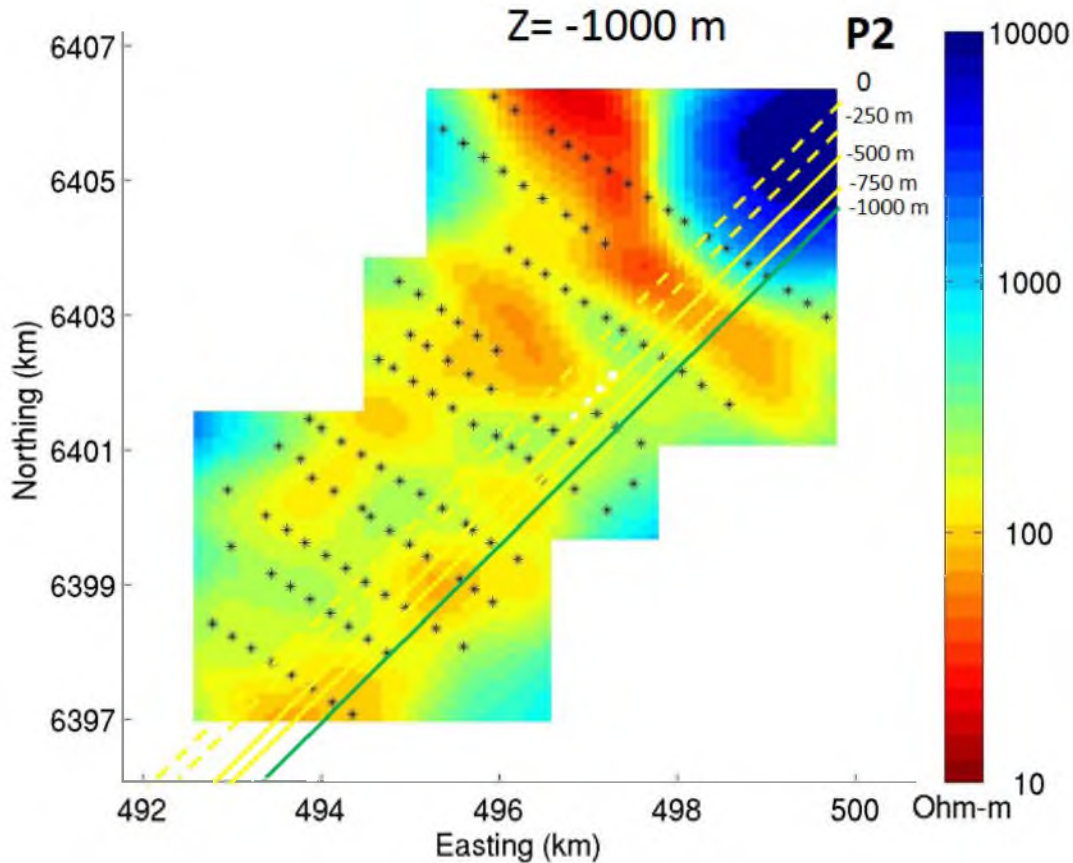 Z= -1000 m
P2
0
-250 m
-500 m
-750 m
-1000 m
10000
1000
100
10
Ohm-m
6407
6405
6403
6401
6399
6397
Northing (km)
492
494
496
498
500
Easting (km)